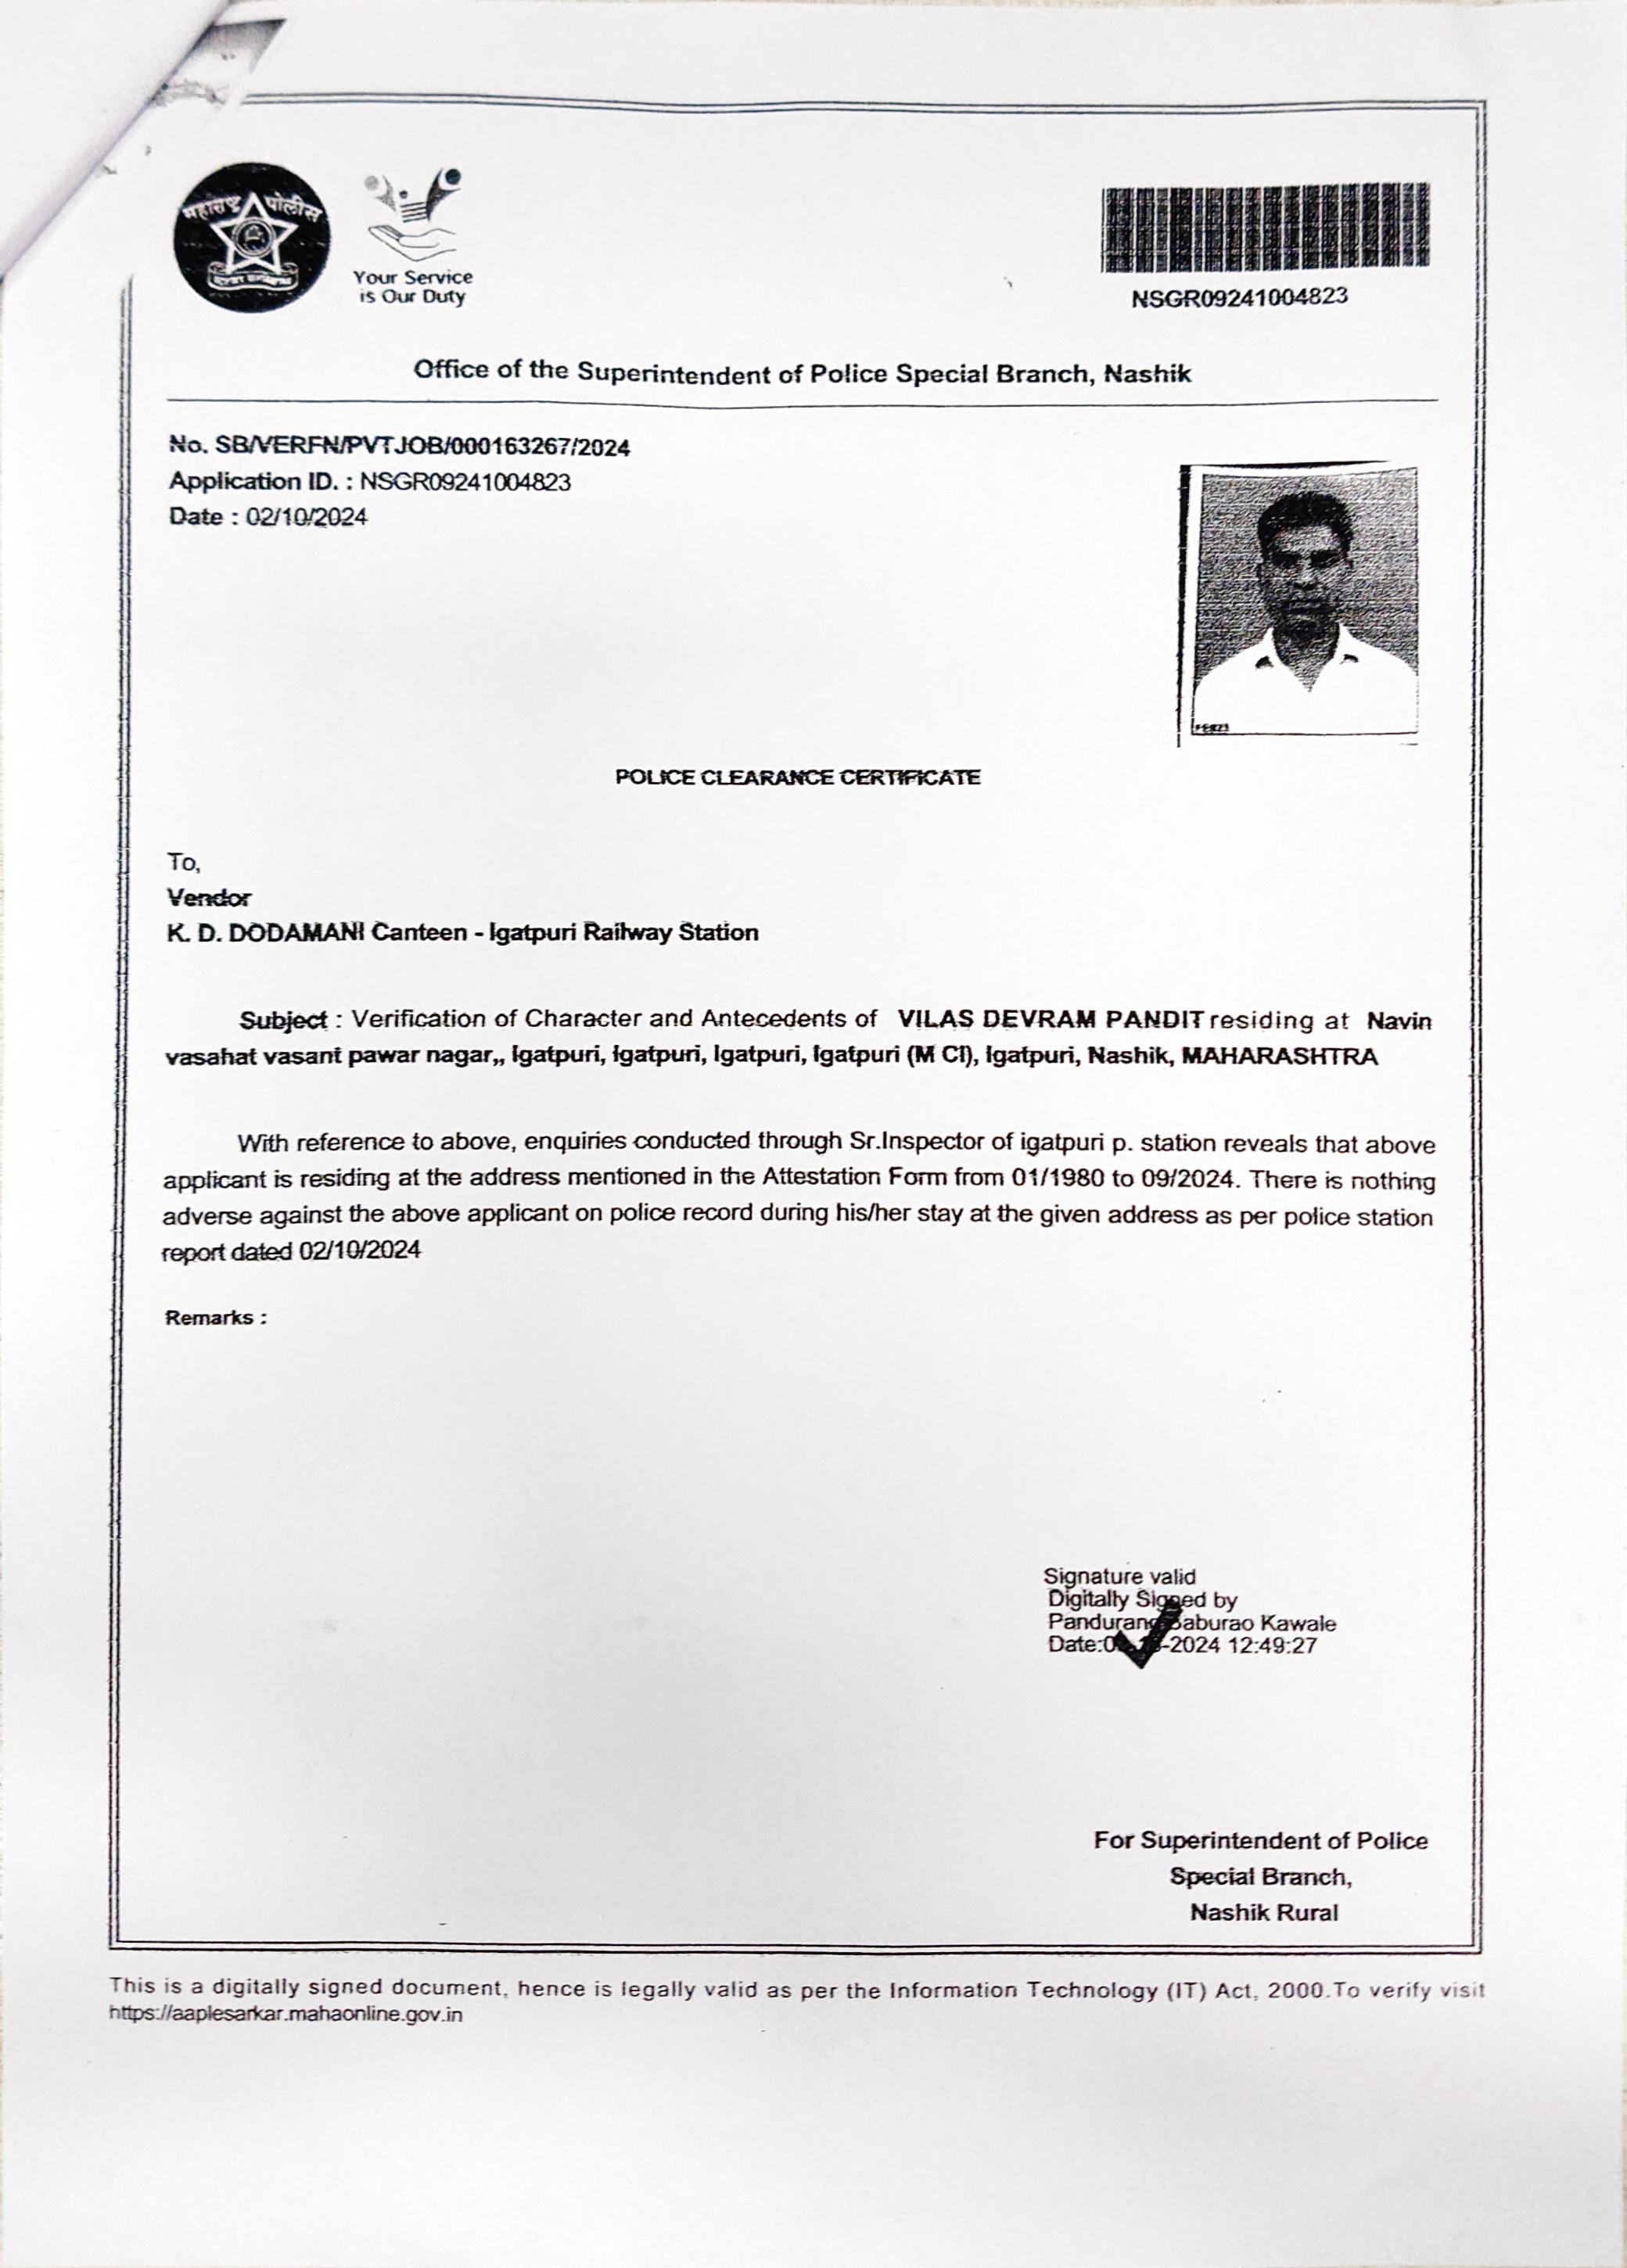 महाराष्ट्र पोलीस
Your Service
is Our Duty
NSGR09241004823
Office of the Superintendent of Police Special Branch, Nashik
No. SB/VERFN/PVTJOB/000163267/2024
Application ID. : NSGR09241004823
Date : 02/10/2024
POLICE CLEARANCE CERTIFICATE
To,
Vendor
K. D. DODAMANI Canteen - Igatpuri Railway Station
Subject : Verification of Character and Antecedents of VILAS DEVRAM PANDIT residing at Navin
vasahat vasant pawar nagar,, Igatpuri, Igatpuri, Igatpuri, Igatpuri (M Cl), Igatpuri, Nashik, MAHARASHTRA
With reference to above, enquiries conducted through Sr.Inspector of igatpuri p. station reveals that above
applicant is residing at the address mentioned in the Attestation Form from 01/1980 to 09/2024. There is nothing
adverse against the above applicant on police record during his/her stay at the given address as per police station
report dated 02/10/2024
Remarks :
Signature valid
Digitally Signed by
Pandurang Baburao Kawale
2024 12:49:27
For Superintendent of Police
Special Branch,
Nashik Rural
This is a digitally signed document, hence is legally valid as per the Information Technology (IT) Act, 2000.To verify visit
https://aaplesarkar.mahaonline.gov.in